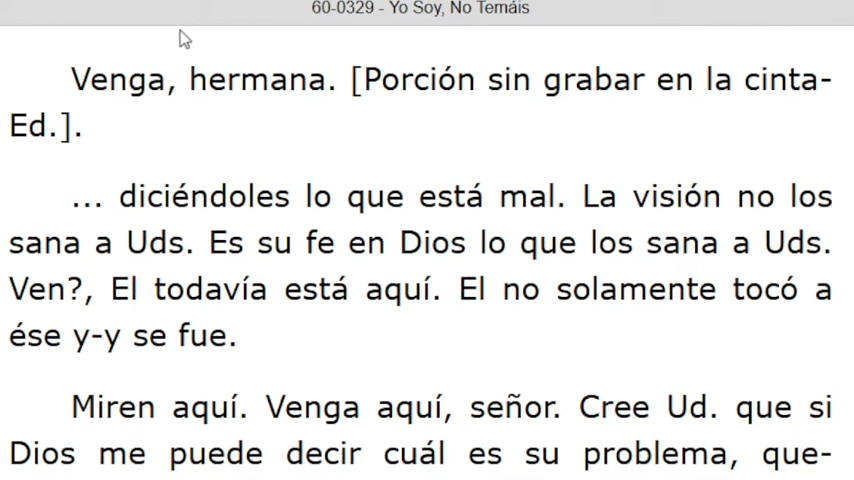 60-0329 - Yo Soy, No Temáis
Venga, hermana. [Porción sin grabar en la cinta-
Ed.].
... diciéndoles lo que está mal. La visión no los
sana a Uds. Es su fe en Dios lo que los sana a Uds.
Ven?, El todavía está aquí. El no solamente tocó a
ése y-y se fue.
Miren aquí. Venga aquí, señor. Cree Ud. que si
Dios me puede decir cuál es su problema, que-